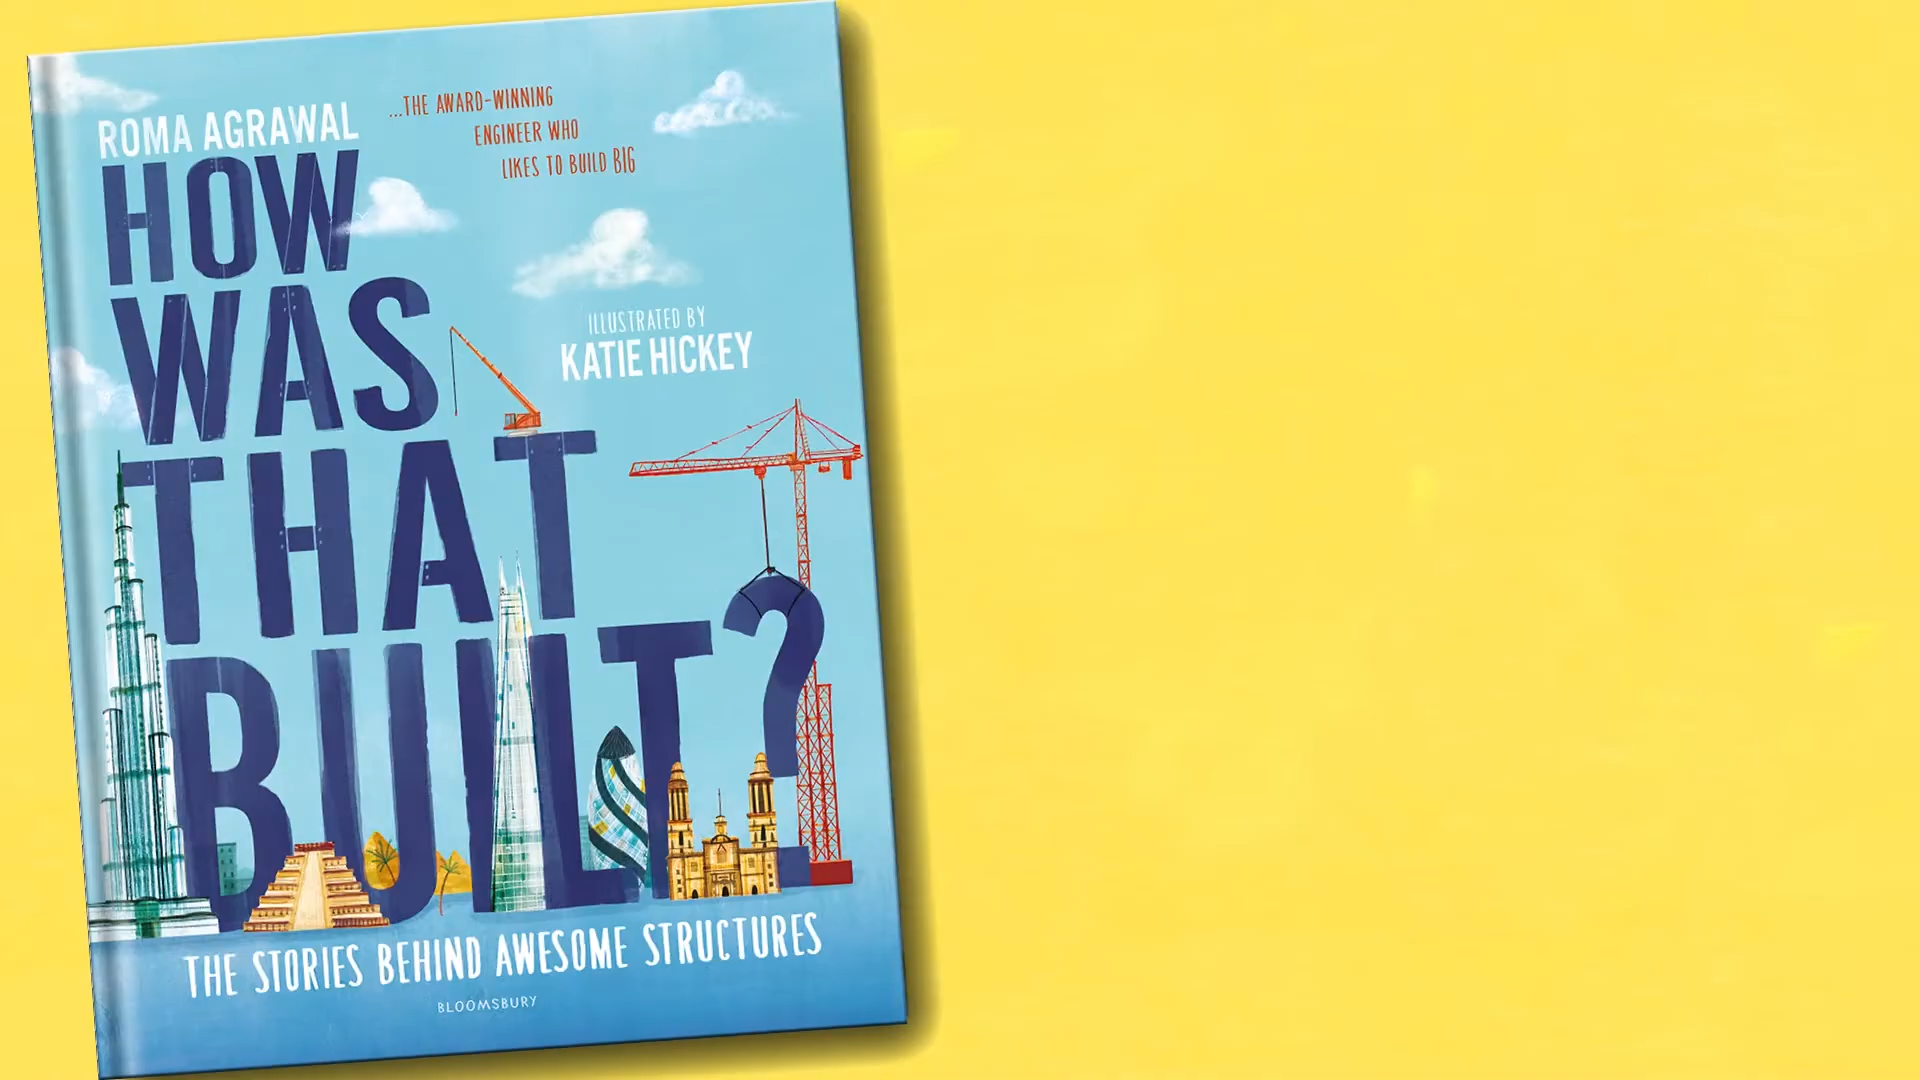 ROMA AGRAWAL
...THE AWARD-WINNING
ENGINEER WHO
LIKES TO BUILD BIG
HOW
WAS
THAT
BUILT?
ILLUSTRATED BY
KATIE HICKEY
THE STORIES BEHIND AWESOME STRUCTURES
BLOOMSBURY